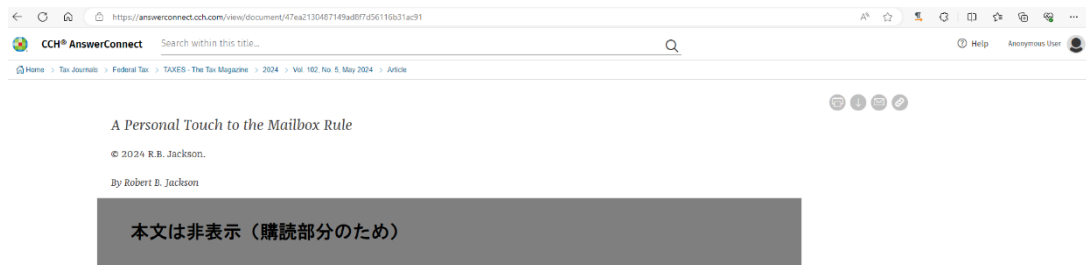 https://answerconnect.cch.com/view/document/47ea2130487149ad8f7d56116b31ac91
CCH® AnswerConnect
Search within this title...
Help
Anonymous User
Home > Tax Journals > Federal Tax > TAXES - The Tax Magazine > 2024 > Vol. 102, No. 5, May 2024 > Article
A Personal Touch to the Mailbox Rule
© 2024 R.B. Jackson.
By Robert B. Jackson
本文は非表示（購読部分のため）